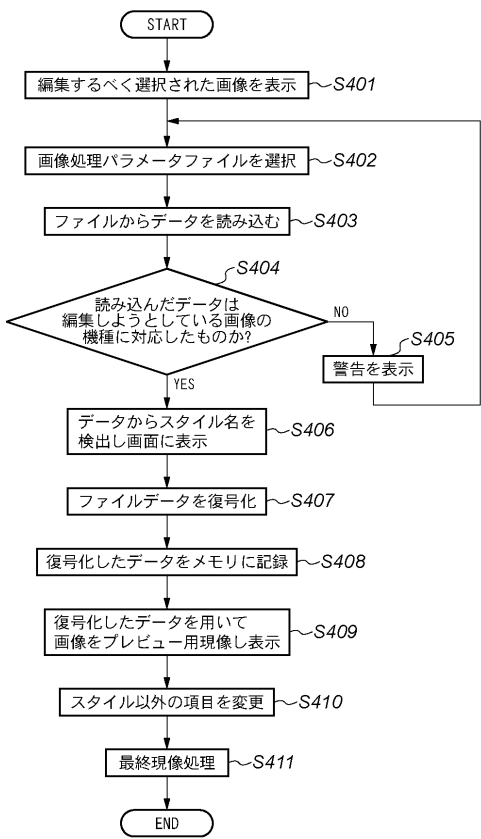 START
編集するべく選択された画像を表示
S401
画像処理パラメータファイルを選択
S402
ファイルからデータを読み込む
S403
S404
読み込んだデータは
編集しようとしている画像の
機種に対応したものか?
NO
S405
警告を表示
YES
データからスタイル名を
検出し画面に表示
S406
ファイルデータを復号化
S407
復号化したデータをメモリに記録
S408
復号化したデータを用いて
画像をプレビュー用現像し表示
S409
スタイル以外の項目を変更
S410
最終現像処理
S411
END